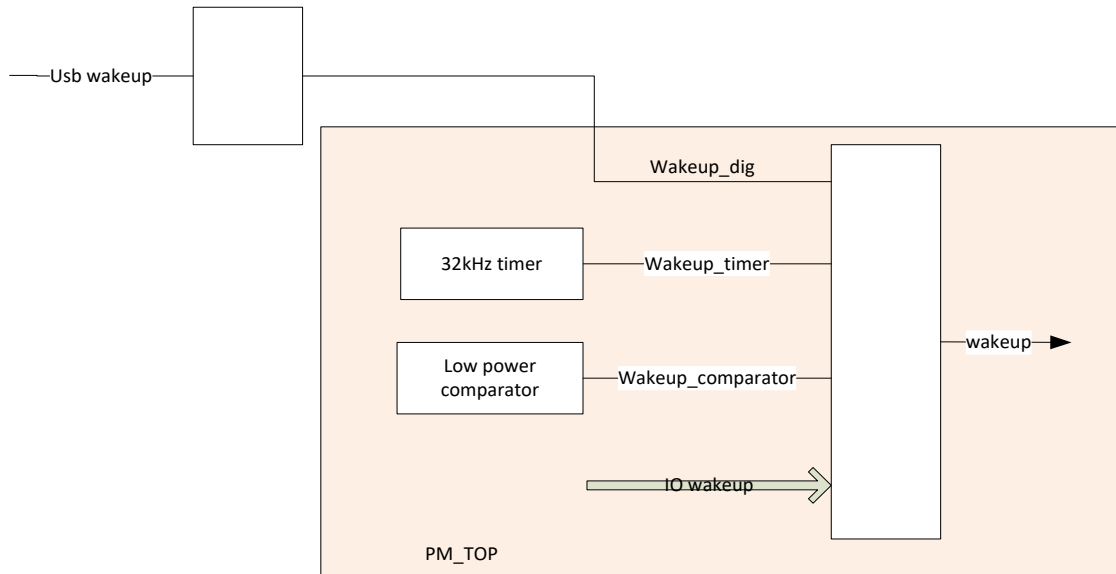 Usb wakeup
Wakeup_dig
32kHz timer
Wakeup_timer
wakeup
Low power
comparator
Wakeup_comparator
IO wakeup
PM_TOP